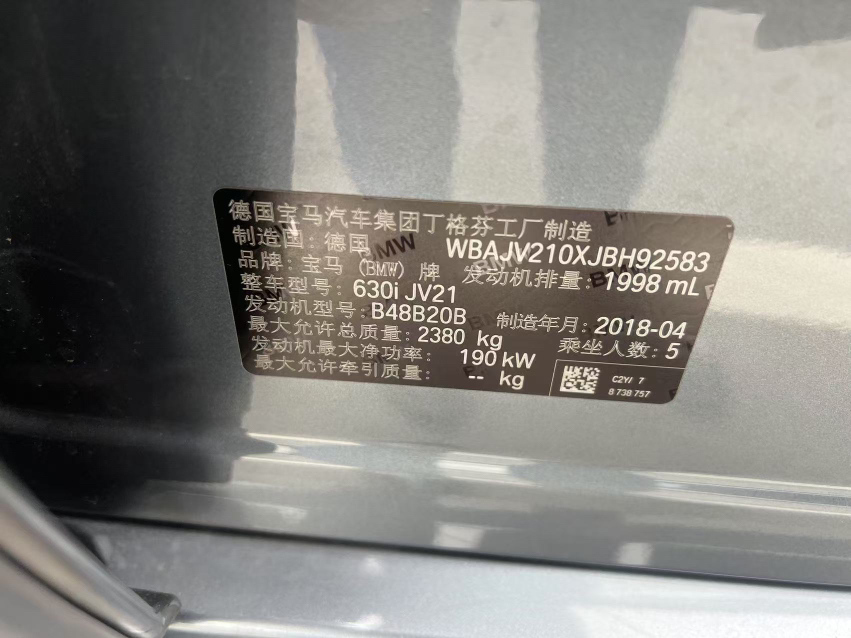 德国宝马汽车集团丁格芬工厂制造
制造国：德国 WBAJV210XJBH92583
品牌：宝马（BMW）牌 发动机排量：1998 mL
整车型号：630i JV21
发动机型号：B48B20B 制造年月：2018-04
最大允许总质量：2380 kg 乘坐人数：5
发动机最大净功率：190 kW
最大允许牵引质量：-- kg
C2Y/ 7
8 738 757